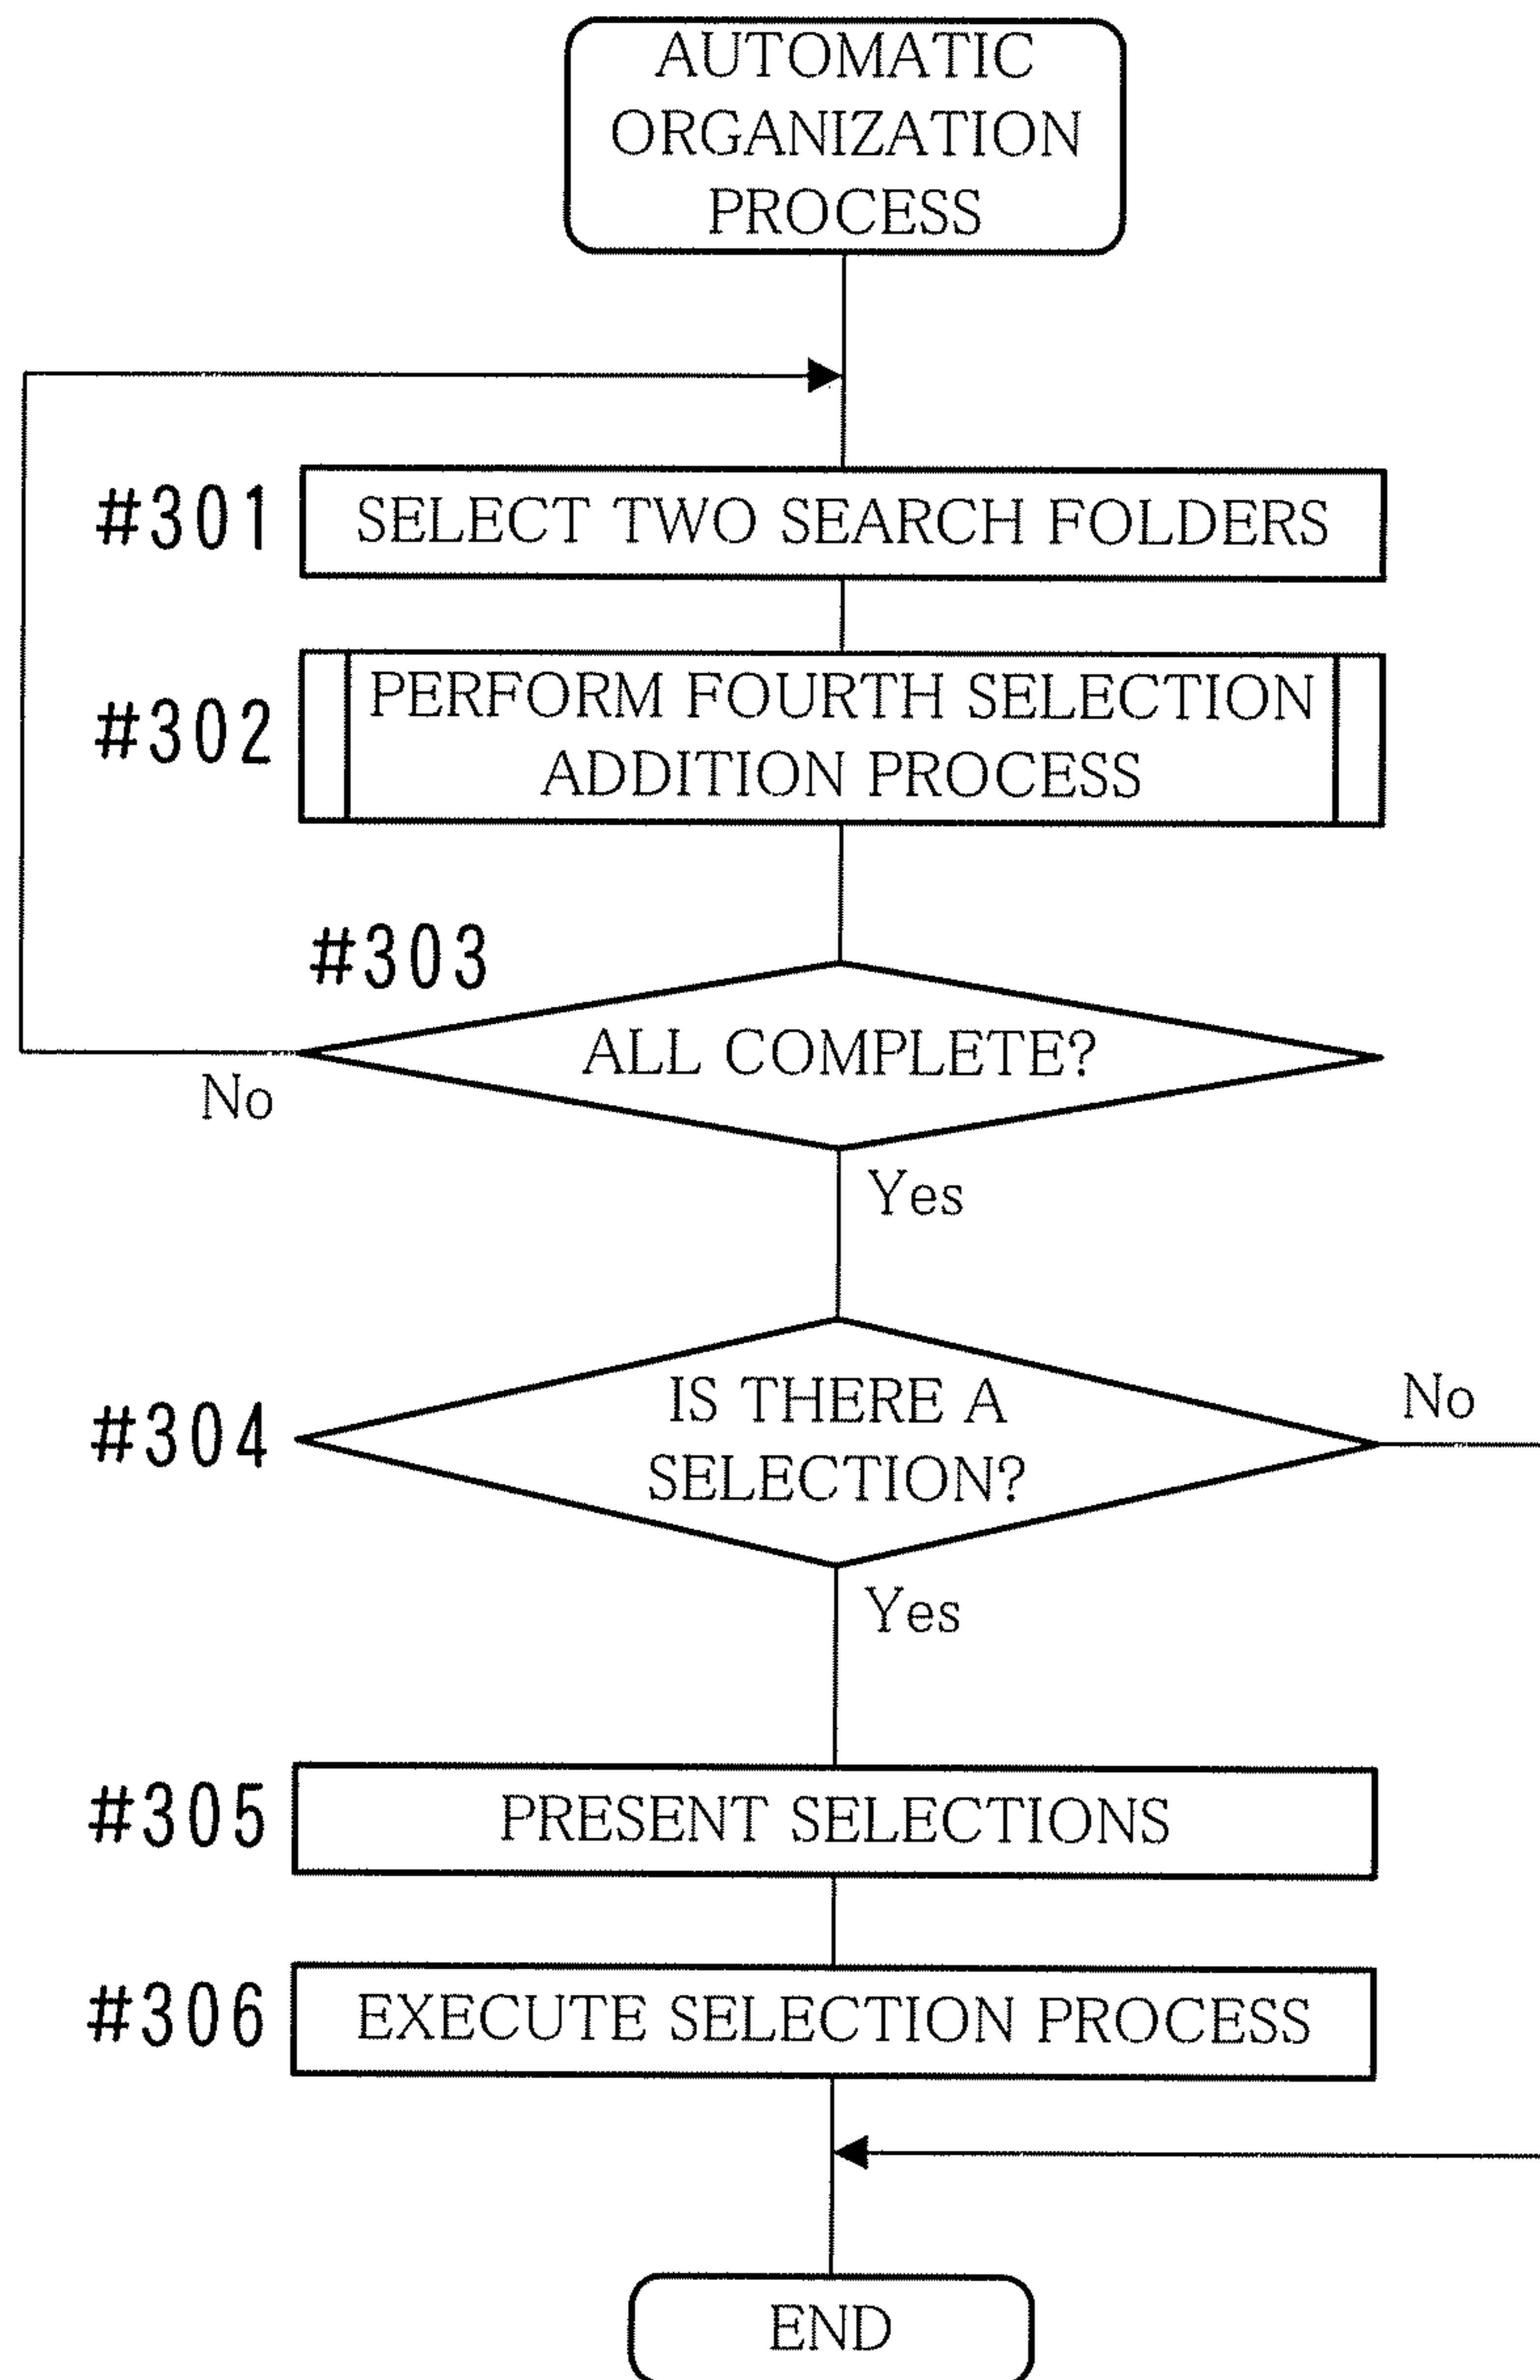 AUTOMATIC
ORGANIZATION
PROCESS
#301
SELECT TWO SEARCH FOLDERS
#302
PERFORM FOURTH SELECTION
ADDITION PROCESS
#303
ALL COMPLETE?
No
Yes
#304
IS THERE A
SELECTION?
No
Yes
#305
PRESENT SELECTIONS
#306
EXECUTE SELECTION PROCESS
END